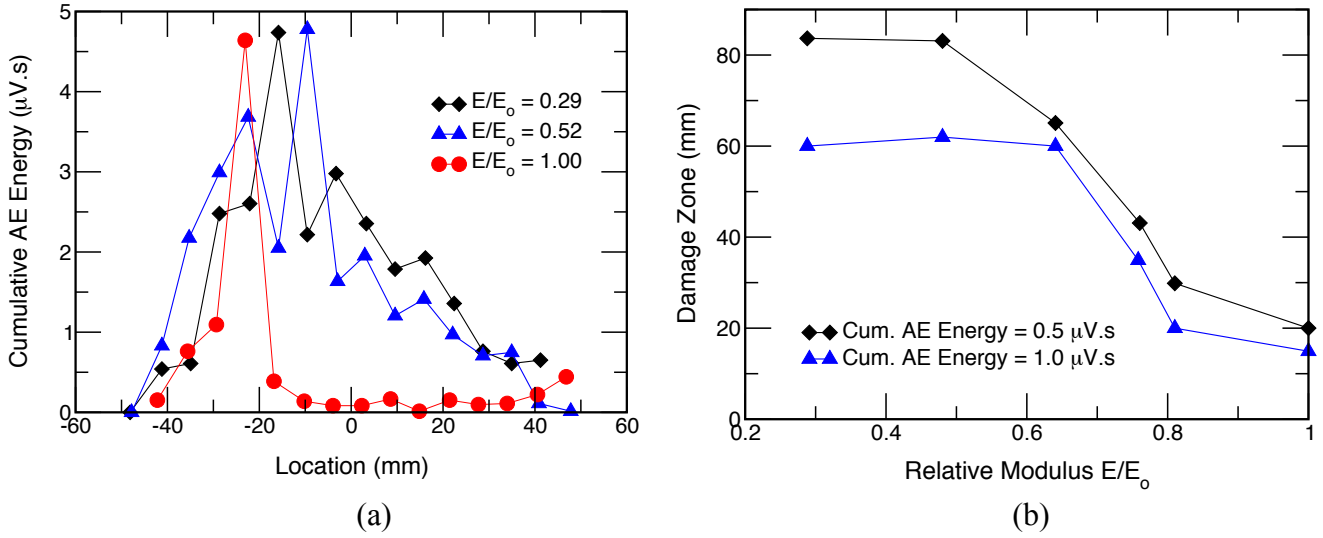 Cumulative AE Energy (μV.s)
5
4
3
2
1
0
E/Eo = 0.29
E/Eo = 0.52
E/Eo = 1.00
-60 -40 -20 0 20 40 60
Location (mm)
(a)
Damage Zone (mm)
80
60
40
20
0
Cum. AE Energy = 0.5 μV.s
Cum. AE Energy = 1.0 μV.s
0.2 0.4 0.6 0.8 1
Relative Modulus E/Eo
(b)